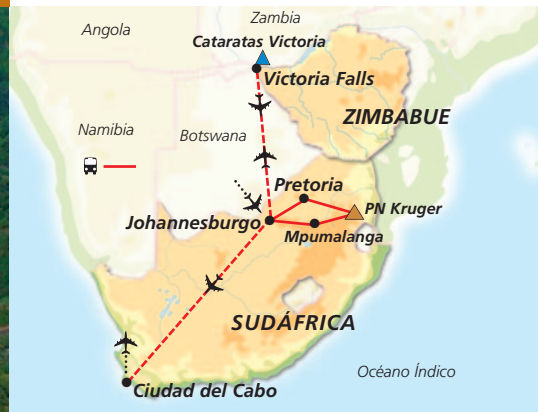 Zambia
Angola
Cataratas Victoria
Victoria Falls
ZIMBABUE
Namibia
Botswana
Pretoria
PN Kruger
Johannesburgo
Mpumalanga
SUDÁFRICA
Océano Índico
Ciudad del Cabo